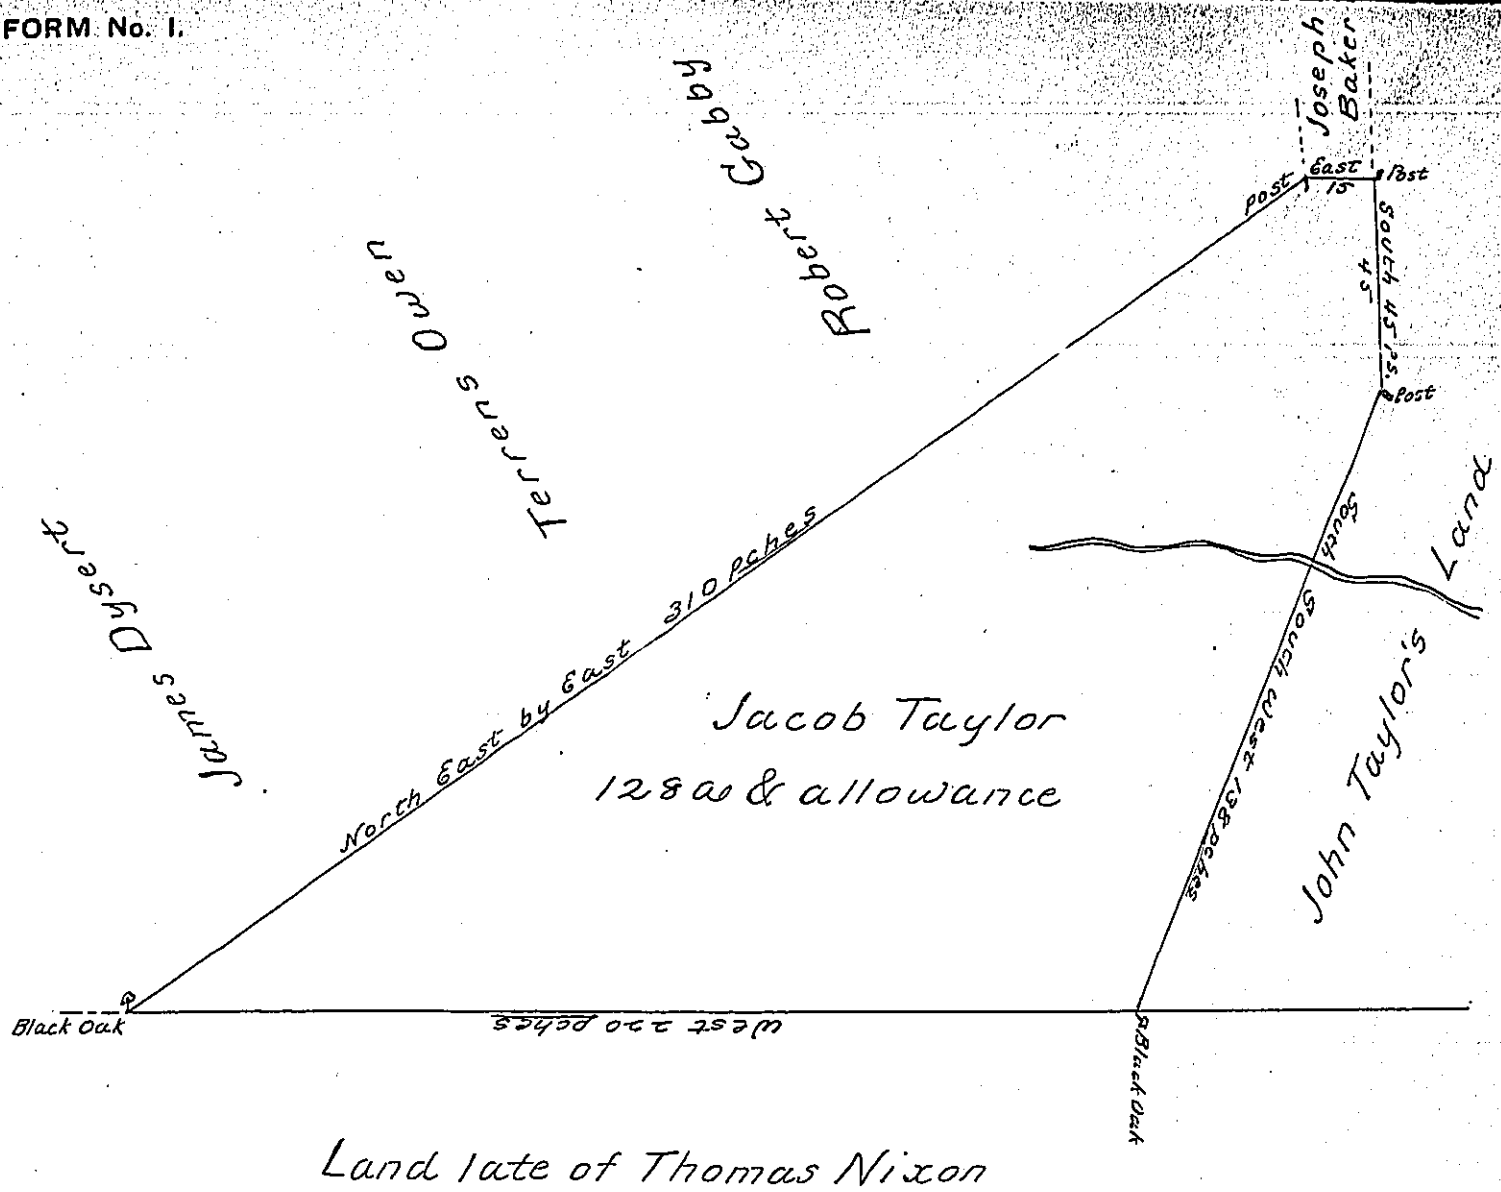 FORM No. 1.
Joseph
Baker
Robert Gabby
Terrens Owen
James Dysert
Post
East
15
Post
South 45 Ps.
45
Post
South
South West 138 pches
Land
John Taylor's
North East by East 310 Pches
Jacob Taylor
128 a & allowance
Black Oak
West 220 pches
Black Oak
Land late of Thomas Nixon